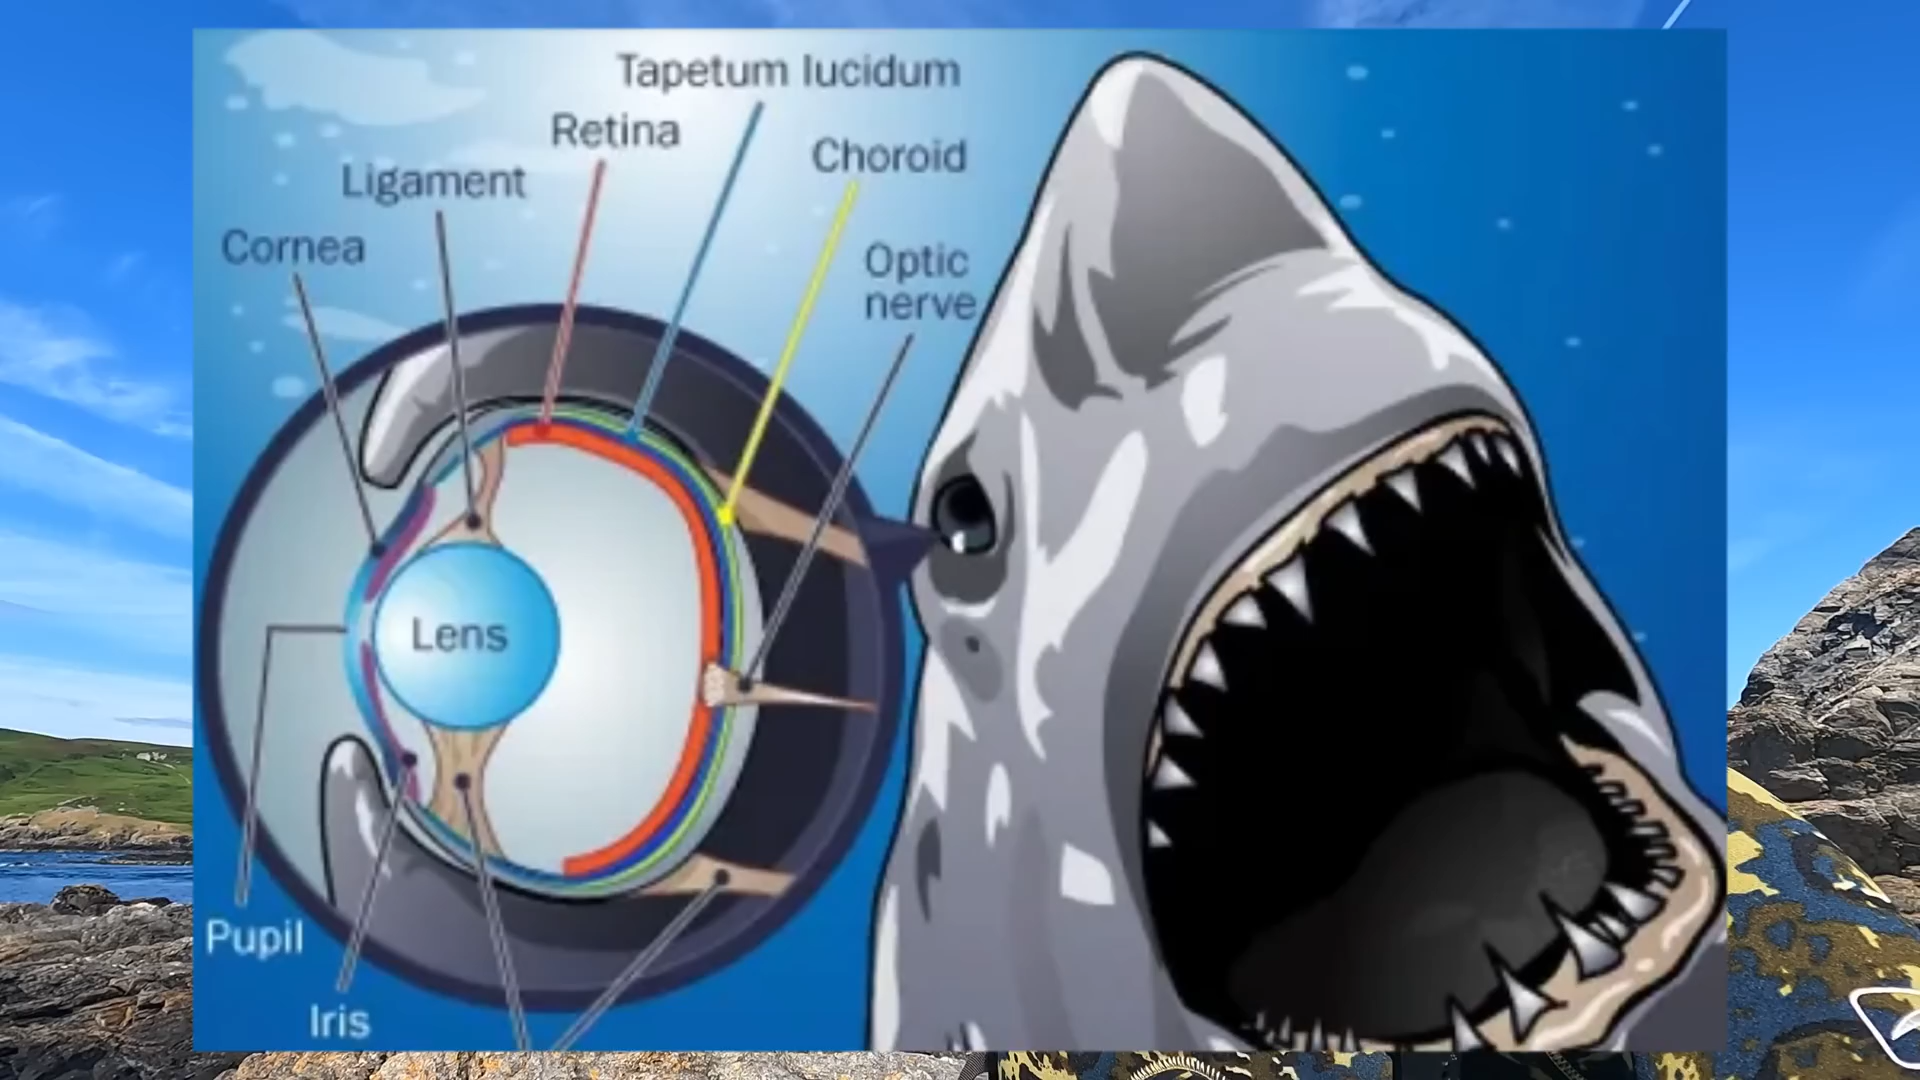 Tapetum lucidum
Retina
Choroid
Ligament
Cornea
Optic
nerve
Lens
Pupil
Iris